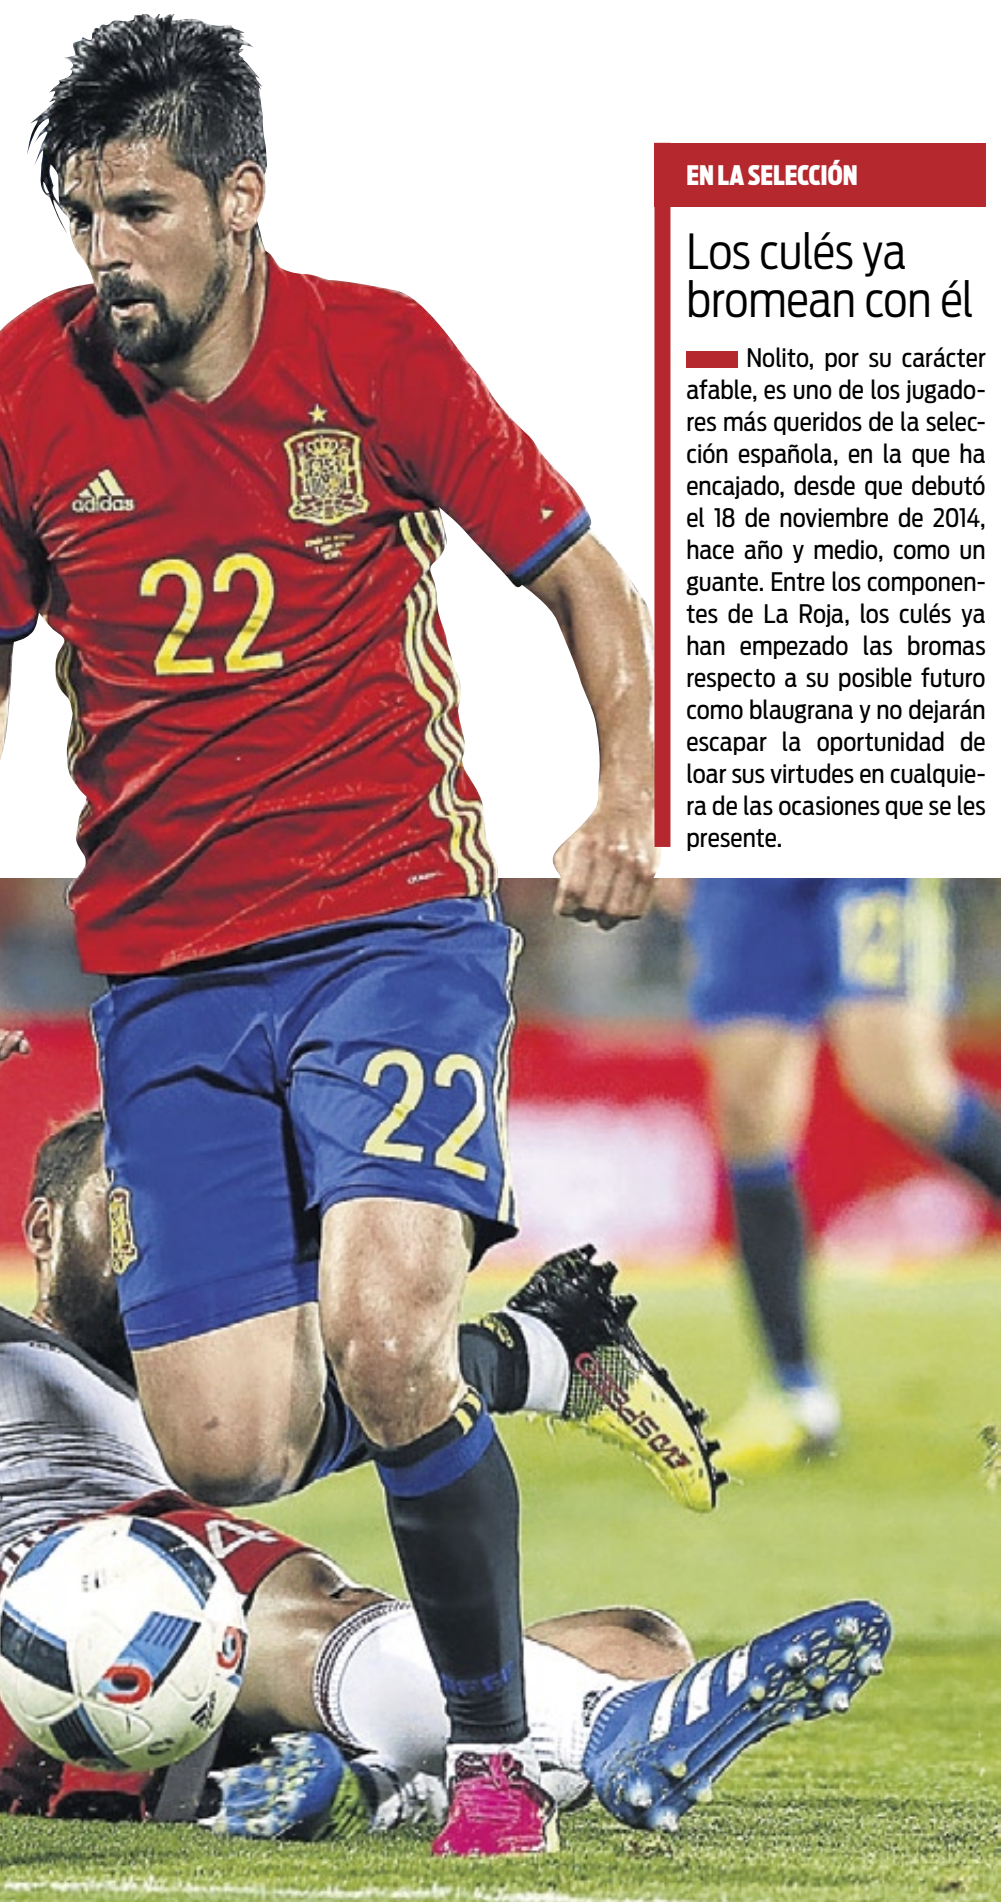 EN LA SELECCIÓN
Los culés ya
bromean con él
Nolito, por su carácter
afable, es uno de los jugado-
res más queridos de la selec-
ción española, en la que ha
encajado, desde que debutó
el 18 de noviembre de 2014,
hace año y medio, como un
guante. Entre los componen-
tes de La Roja, los culés ya
han empezado las bromas
respecto a su posible futuro
como blaugrana y no dejarán
escapar la oportunidad de
loar sus virtudes en cualquie-
ra de las ocasiones que se les
presente.
adidas
22
22
4